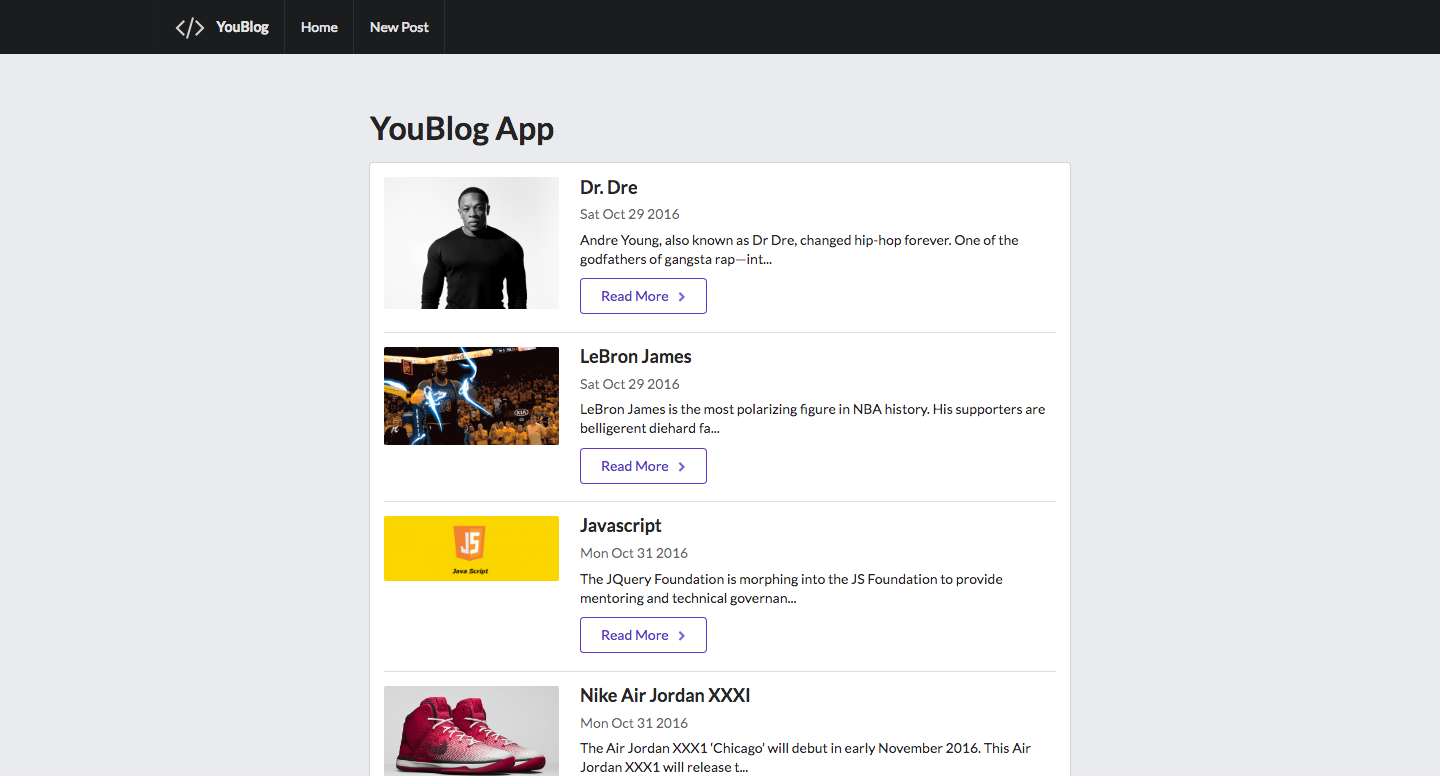 </> YouBlog Home New Post
YouBlog App
Dr. Dre
Sat Oct 29 2016
Andre Young, also known as Dr Dre, changed hip-hop forever. One of the
godfathers of gangsta rap—int...
Read More
LeBron James
Sat Oct 29 2016
LeBron James is the most polarizing figure in NBA history. His supporters are
belligerent diehard fa...
Read More
KIA
Javascript
Mon Oct 31 2016
The JQuery Foundation is morphing into the JS Foundation to provide
mentoring and technical governan...
Read More
JS
Java Script
Nike Air Jordan XXXI
Mon Oct 31 2016
The Air Jordan XXX1 ‘Chicago’ will debut in early November 2016. This Air
Jordan XXX1 will release t...